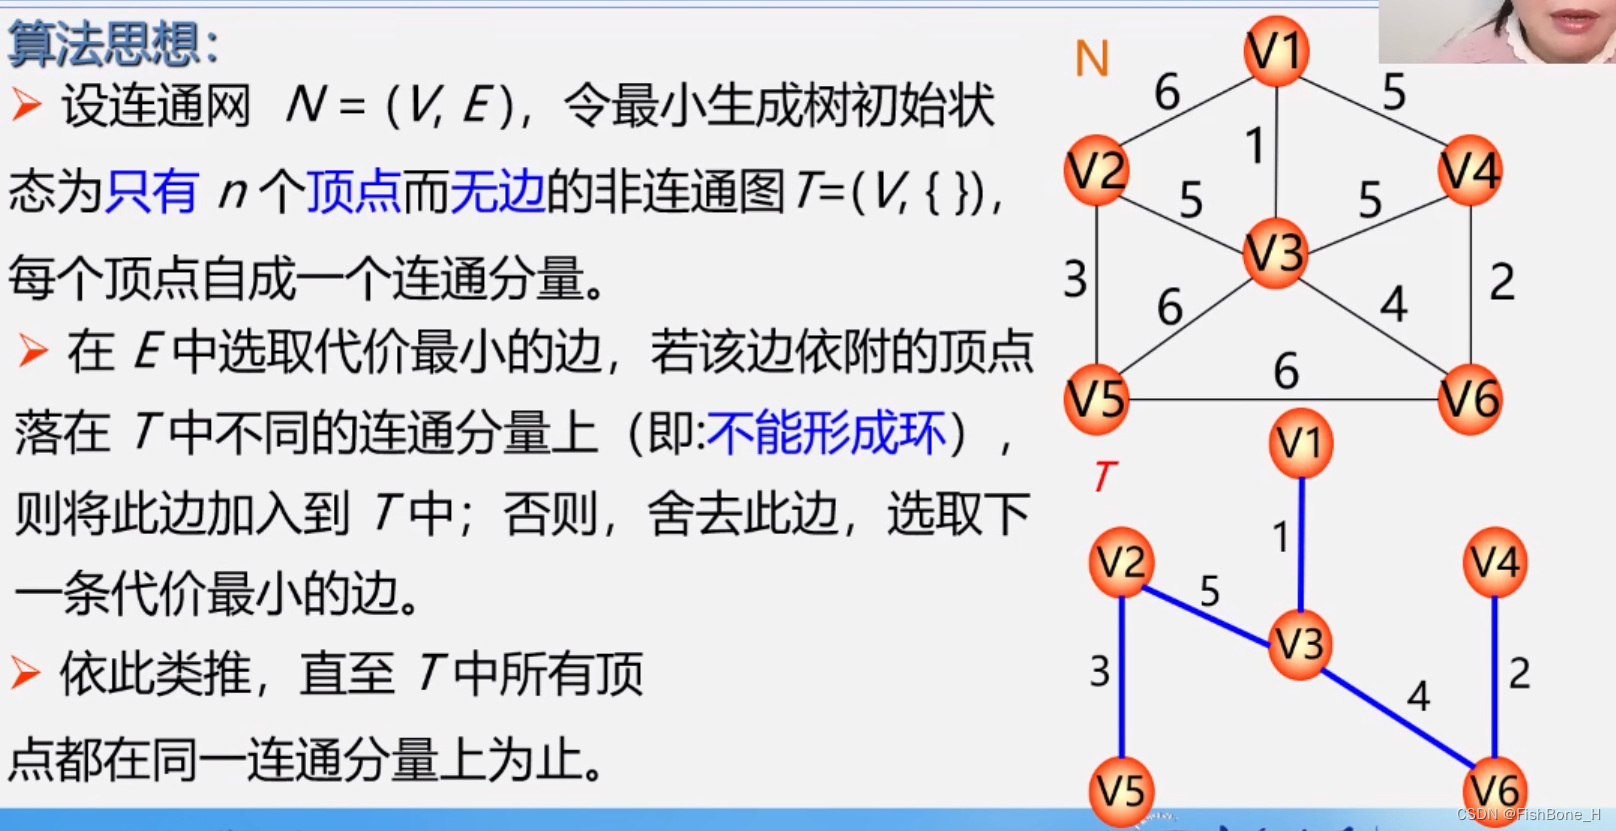 算法思想：
➢ 设连通网 N = (V, E )，令最小生成树初始状
态为只有 n 个顶点而无边的非连通图T=(V, { })，
每个顶点自成一个连通分量。
➢ 在 E 中选取代价最小的边，若该边依附的顶点
落在 T 中不同的连通分量上（即:不能形成环），
则将此边加入到 T 中；否则，舍去此边，选取下
一条代价最小的边。
➢ 依此类推，直至 T 中所有顶
点都在同一连通分量上为止。
N
V1
6
5
1
V2
V4
5
5
V3
3
2
6
4
6
V5
V6
T
V1
1
V2
V4
5
V3
3
2
4
V5
V6
CSDN @FishBone_H